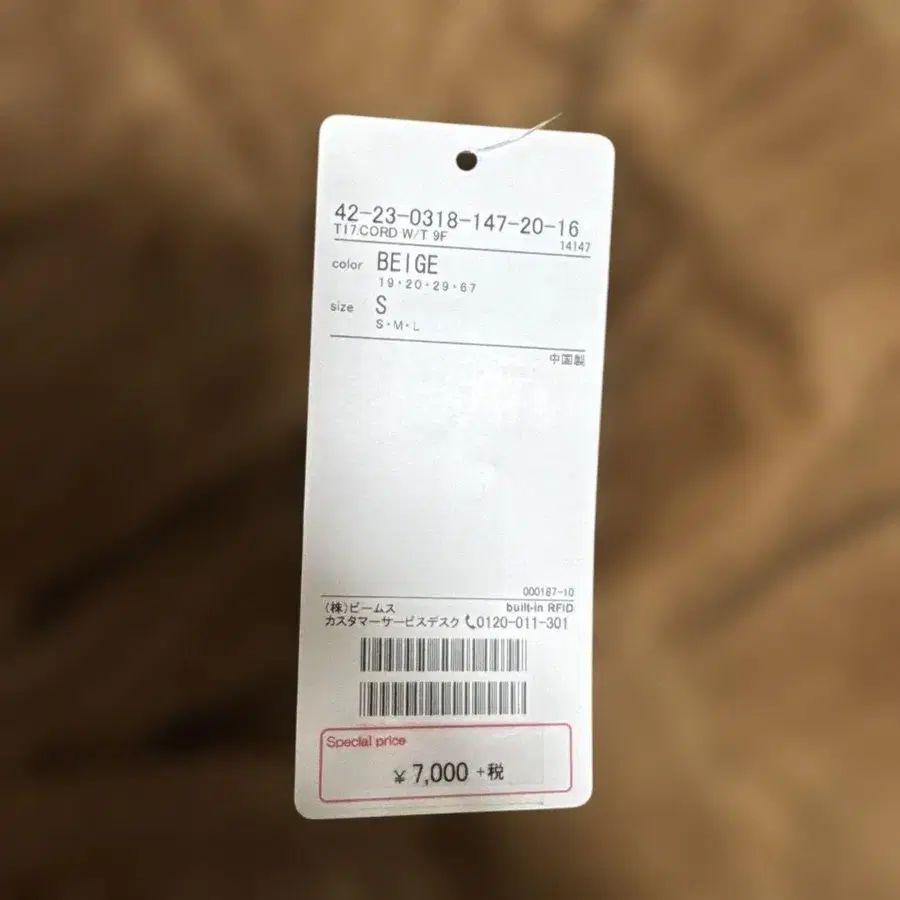 42-23-0318-147-20-16
T17.CORD W/T 9F
14147
color BEIGE
19・20・29・67
size S
S・M・L
中国製
000187-10
(株)ビームス built-in RFID
カスタマーサービスデスク 0120-011-301
Special price
¥7,000 +税